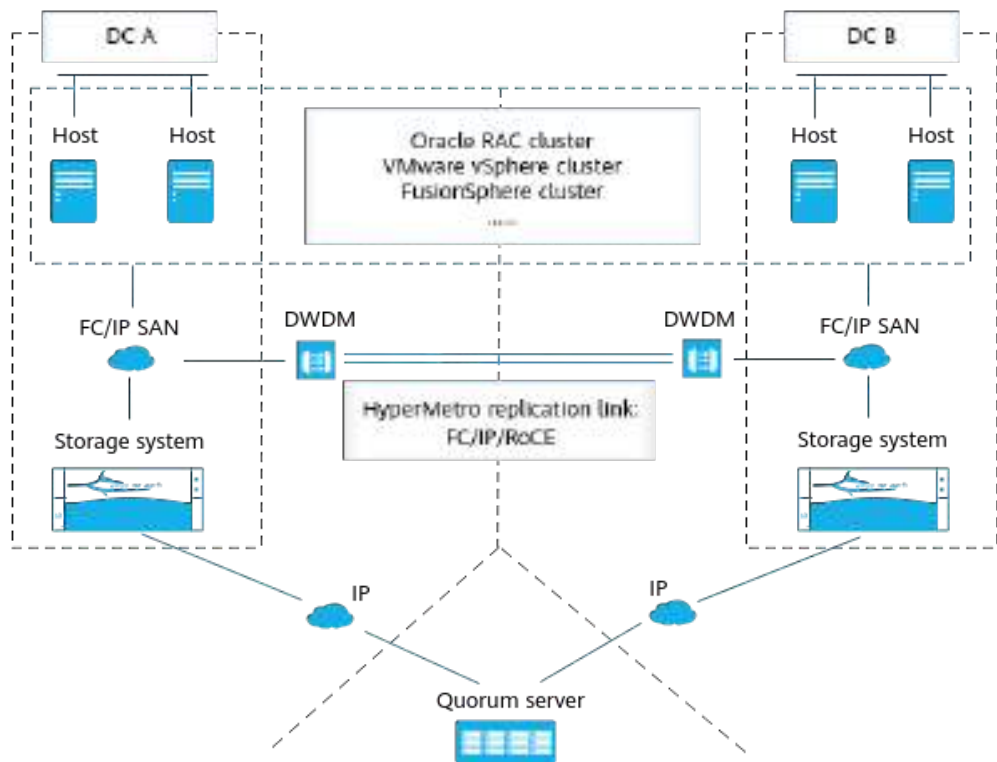 DC A
DC B
Host
Host
Host
Host
Oracle RAC cluster
VMware vSphere cluster
FusionSphere cluster
......
FC/IP SAN
DWDM
DWDM
FC/IP SAN
HyperMetro replication link:
FC/IP/RoCE
Storage system
Storage system
IP
IP
Quorum server